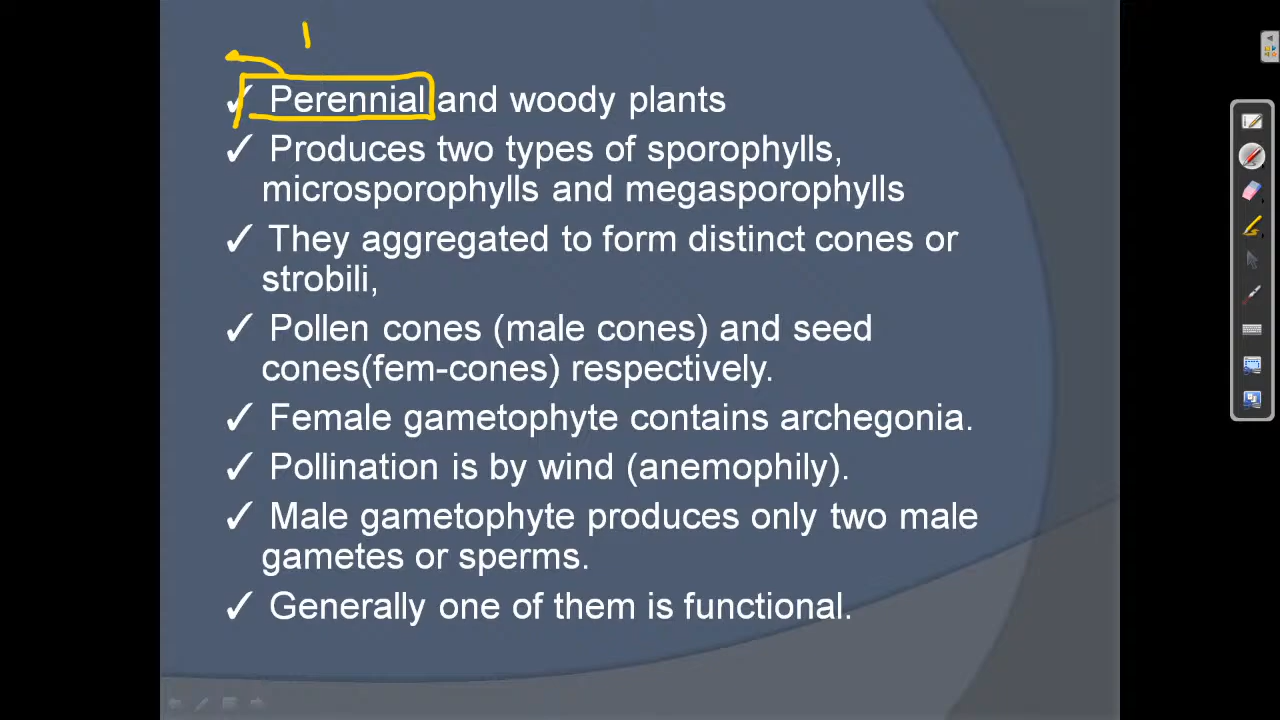 ✓ Perennial and woody plants
✓ Produces two types of sporophylls,
microsporophylls and megasporophylls
✓ They aggregated to form distinct cones or
strobili,
✓ Pollen cones (male cones) and seed
cones(fem-cones) respectively.
✓ Female gametophyte contains archegonia.
✓ Pollination is by wind (anemophily).
✓ Male gametophyte produces only two male
gametes or sperms.
✓ Generally one of them is functional.